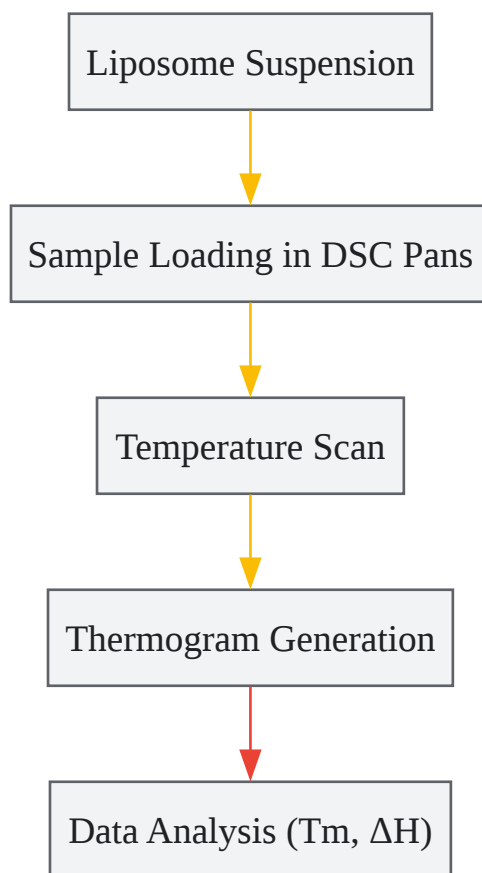 Liposome Suspension
Sample Loading in DSC Pans
Temperature Scan
Thermogram Generation
Data Analysis (Tm, ΔH)